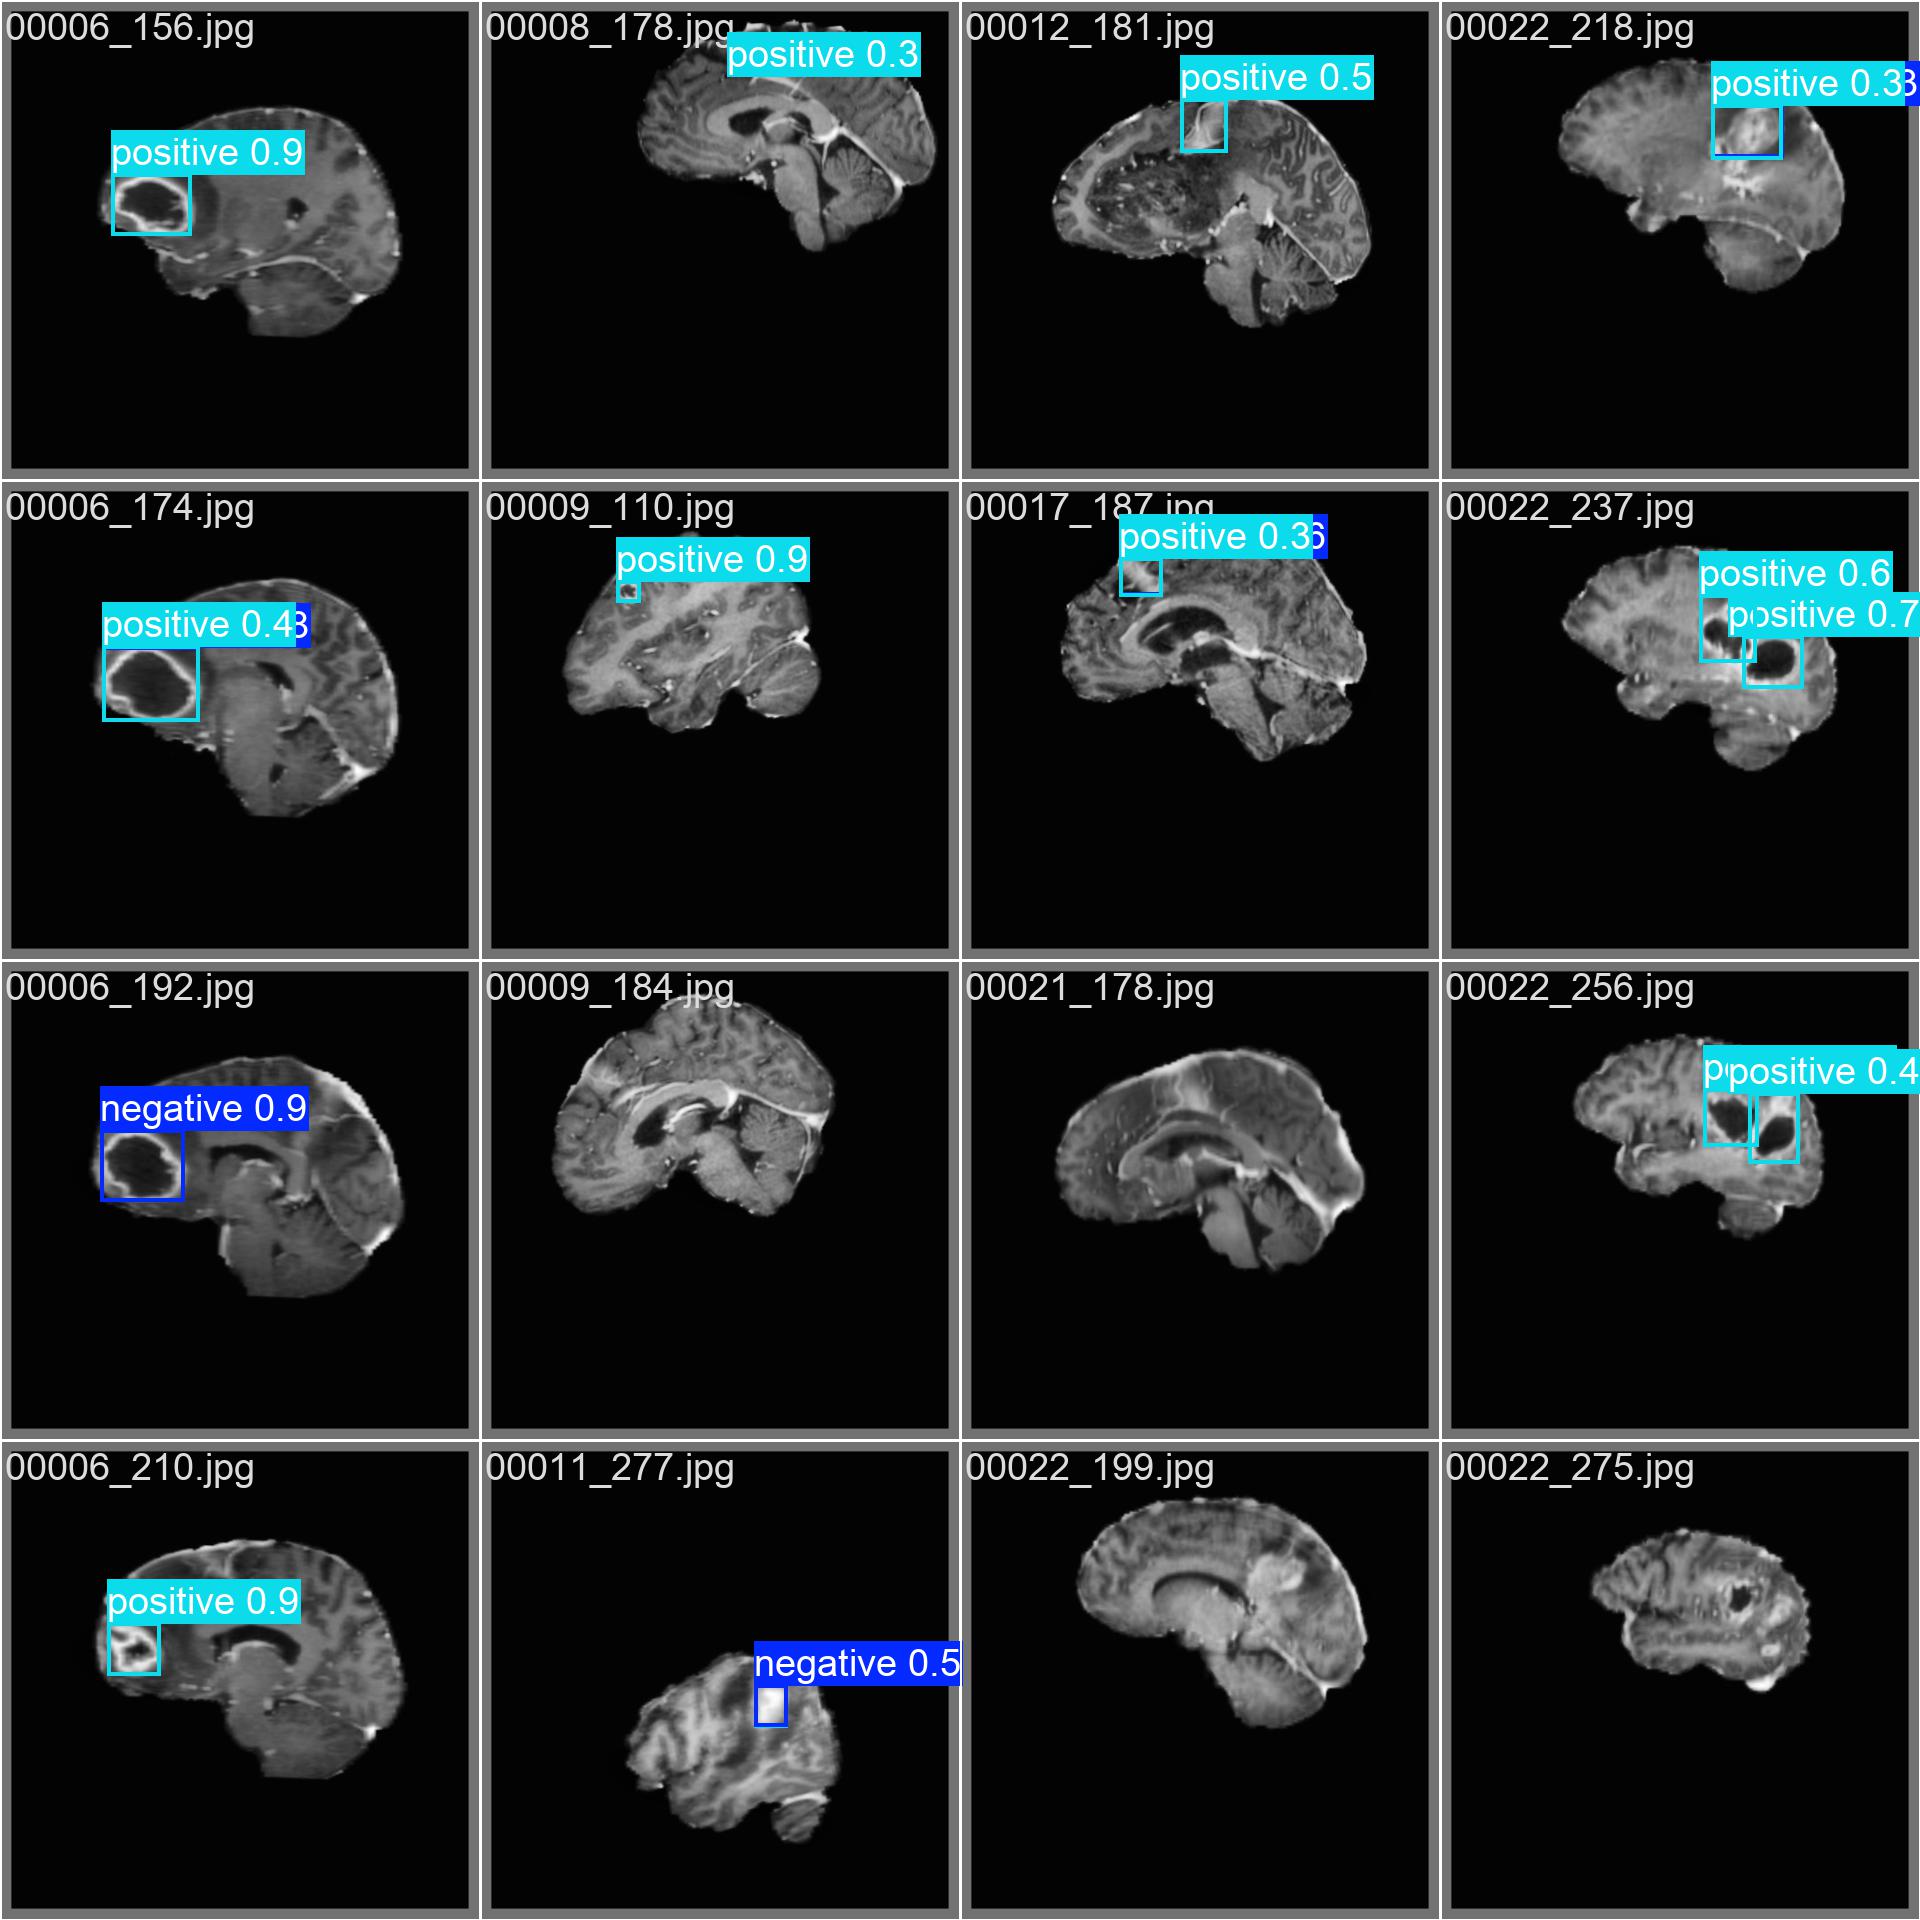 00006_156.jpg
positive 0.9
00008_178.jpg
positive 0.3
00012_181.jpg
positive 0.5
00022_218.jpg
positive 0.3
00006_174.jpg
positive 0.4
00009_110.jpg
positive 0.9
00017_187.jpg
positive 0.3
00022_237.jpg
positive 0.6
positive 0.7
00006_192.jpg
negative 0.9
00009_184.jpg
00021_178.jpg
00022_256.jpg
positive 0.4
00006_210.jpg
positive 0.9
00011_277.jpg
negative 0.5
00022_199.jpg
00022_275.jpg